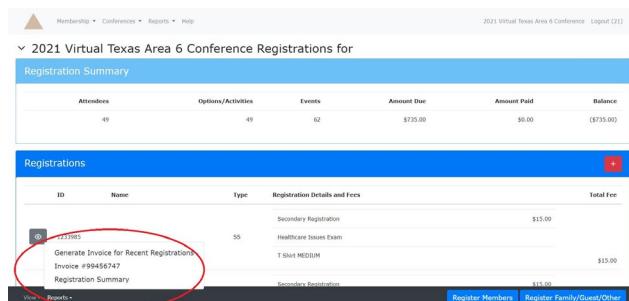 Membership Conferences Reports Help 2021 Virtual Texas Area 6 Conference Logout (21)
2021 Virtual Texas Area 6 Conference Registrations for
Registration Summary
Attendees Options/Activities Events Amount Due Amount Paid Balance
49 49 62 $735.00 $0.00 ($735.00)
Registrations +
ID Name Type Registration Details and Fees Total Fee
Secondary Registration $15.00
1233985 SS Healthcare Issues Exam
T Shirt MEDIUM $15.00
Generate Invoice for Recent Registrations
Invoice #99456747
Registration Summary
Secondary Registration $15.00
View Reports Register Members Register Family/Guest/Other